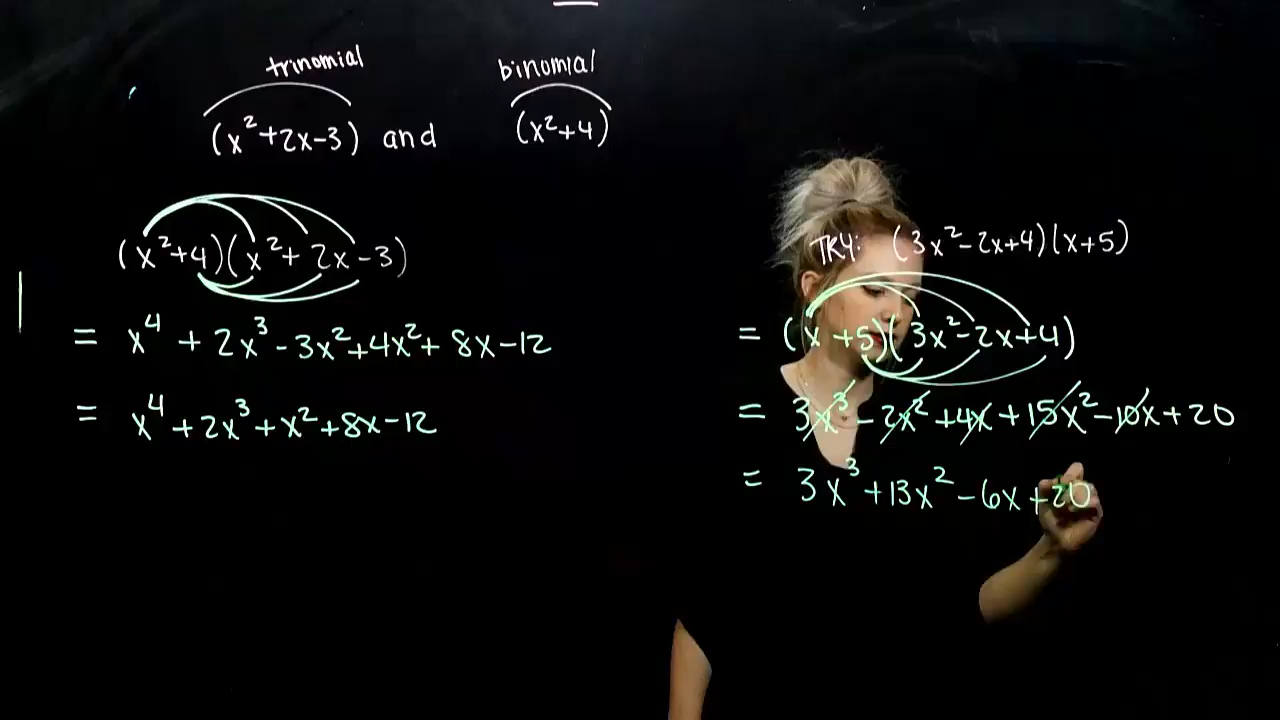 trinomial binomial
(x²+2x-3) and (x²+4)
(x²+4)(x²+2x-3)
= x⁴ + 2x³ - 3x² + 4x² + 8x - 12
= x⁴ + 2x³ + x² + 8x - 12
TRY: (3x²-2x+4)(x+5)
= (x+5)(3x²-2x+4)
= 3x³ - 2x² + 4x + 15x² - 10x + 20
= 3x³ + 13x² - 6x + 20